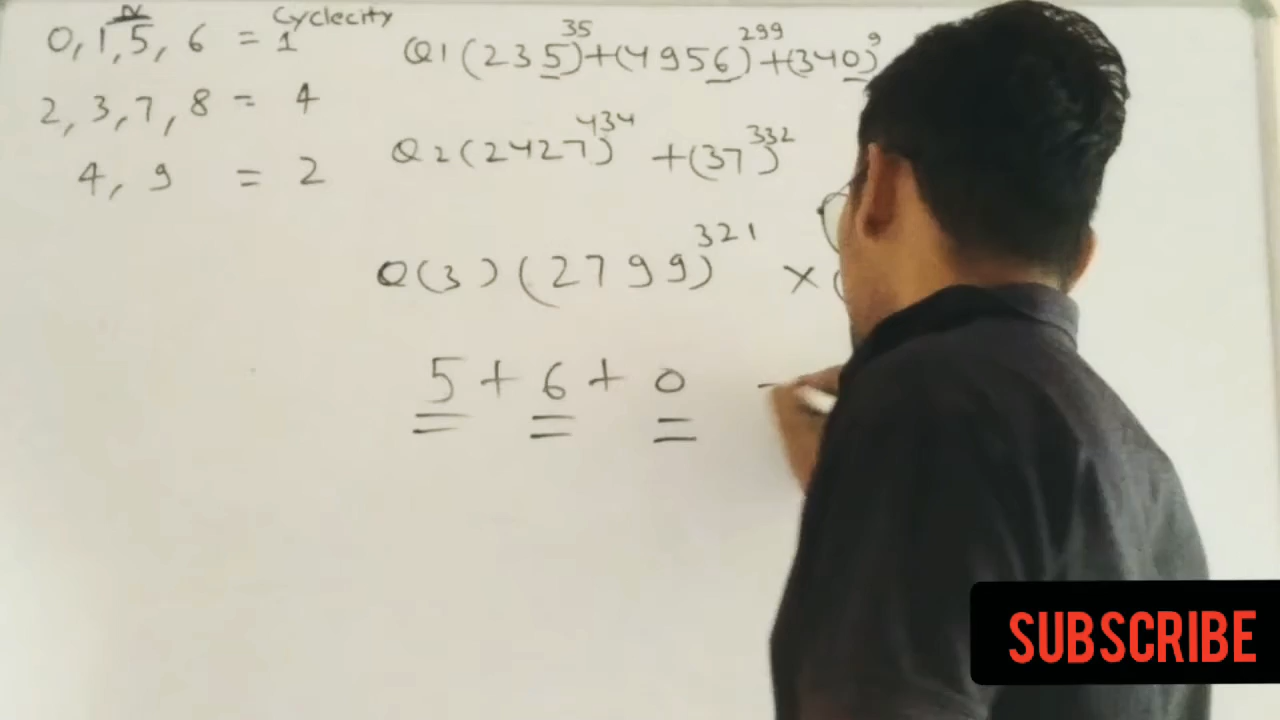 N Cyclecity
0, 1, 5, 6 = 1
2, 3, 7, 8 = 4
4, 9 = 2
Q1 (235)^35 + (4956)^299 + (340)^9
Q2 (2427)^434 + (37)^332
Q(3) (2799)^321 × (
5 + 6 + 0
SUBSCRIBE